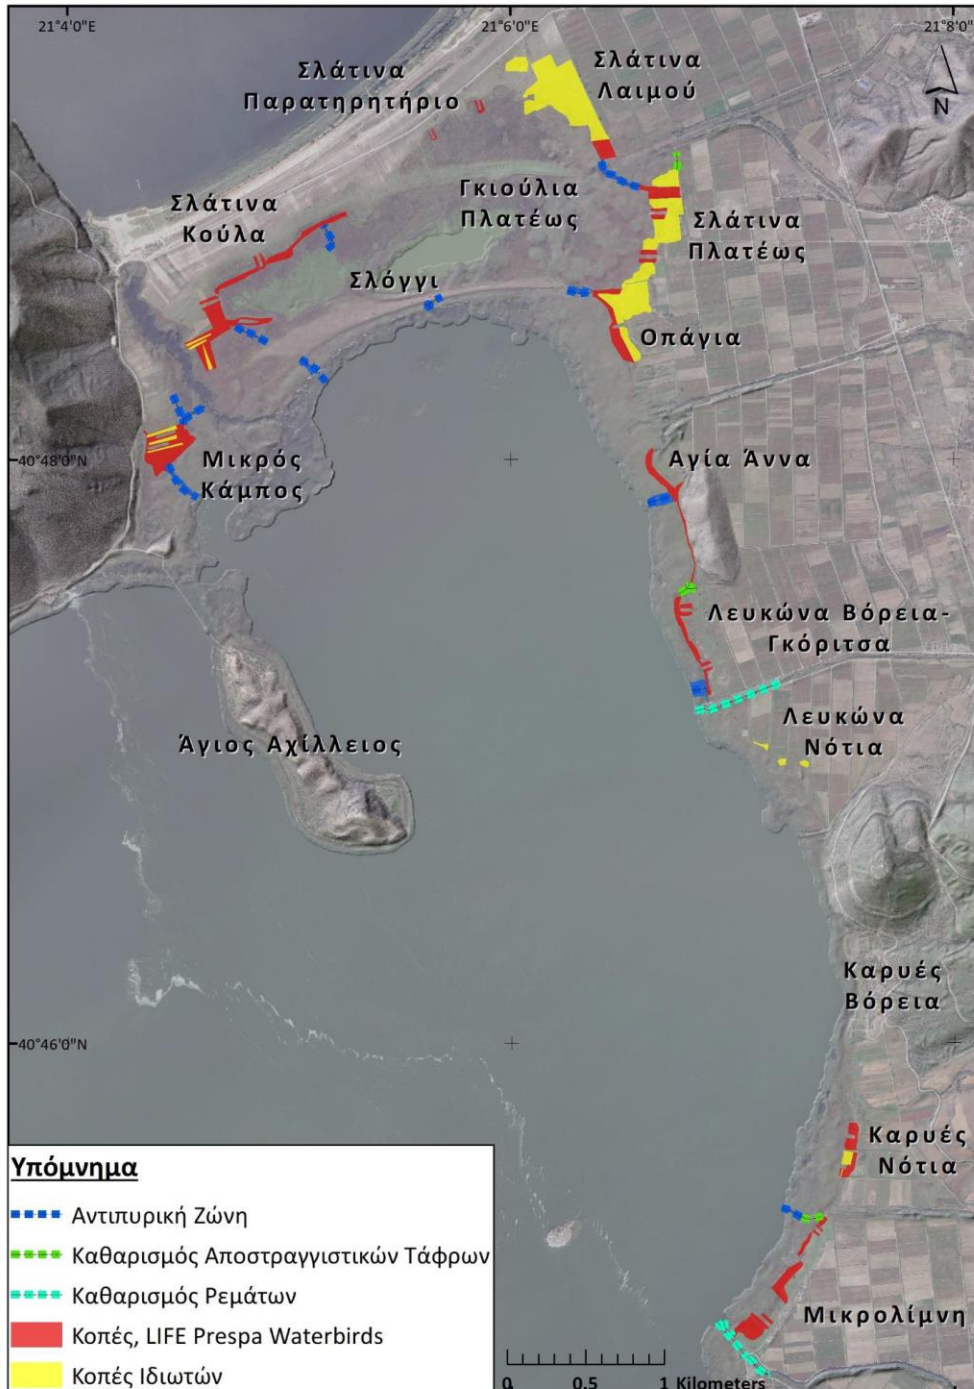 21°4'0"E
21°6'0"E
21°8'0"E
Σλάτινα
Παρατηρητήριο
Σλάτινα
Λαιμού
N
Γκιούλια
Πλατέως
Σλάτινα
Κούλα
Σλάτινα
Πλατέως
Σλόγγι
Οπάγια
40°48'0"N
Μικρός
Κάμπος
Αγία Άννα
Λευκώνα Βόρεια-
Γκόριτσα
Λευκώνα
Νότια
Άγιος Αχίλλειος
Καρυές
Βόρεια
40°46'0"N
Καρυές
Νότια
Μικρολίμνη
Υπόμνημα
Αντιπυρική Ζώνη
Καθαρισμός Αποστραγγιστικών Τάφρων
Καθαρισμός Ρεμάτων
Κοπές, LIFE Prespa Waterbirds
Κοπές Ιδιωτών
0 0,5 1 Kilometers